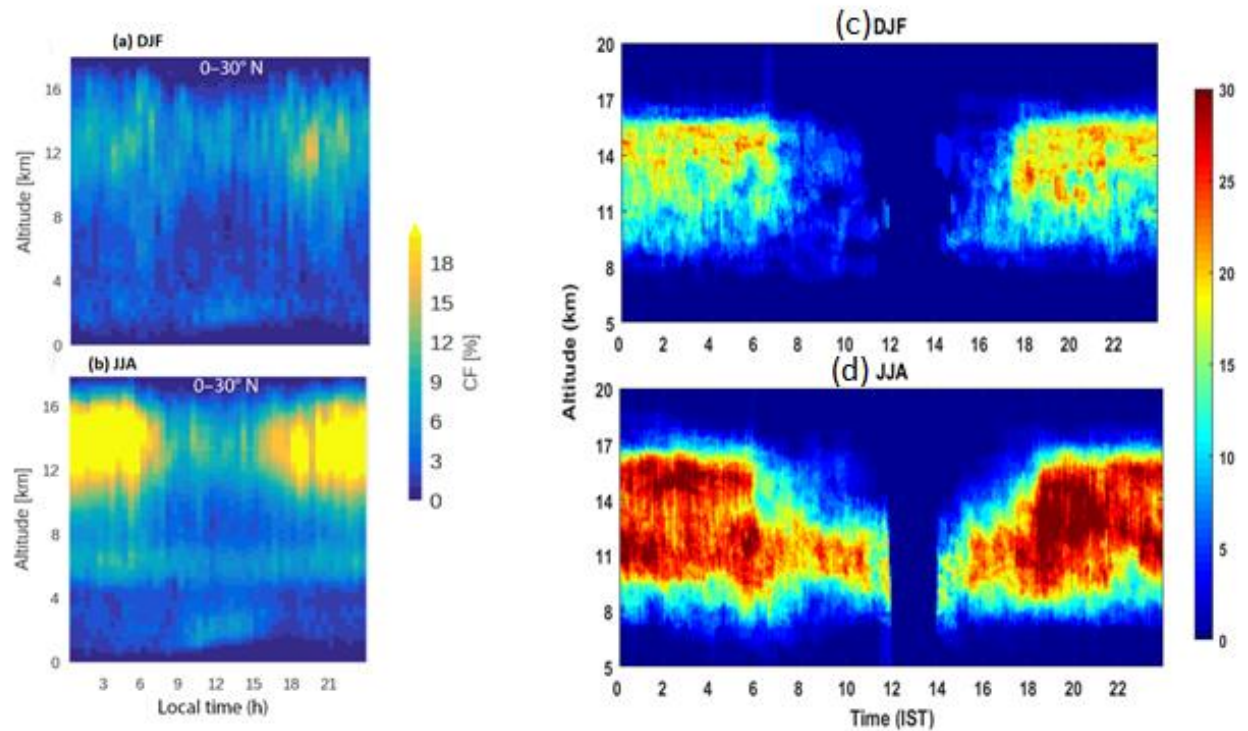 (a) DJF
0–30° N
16
12
8
4
0
Altitude [km]
(b) JJA
0–30° N
16
12
8
4
0
Altitude [km]
3 6 9 12 15 18 21
Local time (h)
18
15
12
9
6
3
0
CF [%]
(c) DJF
20
17
14
11
8
5
0 2 4 6 8 10 12 14 16 18 20 22
Altitude (km)
(d) JJA
20
17
14
11
8
5
0 2 4 6 8 10 12 14 16 18 20 22
Time (IST)
30
25
20
15
10
5
0